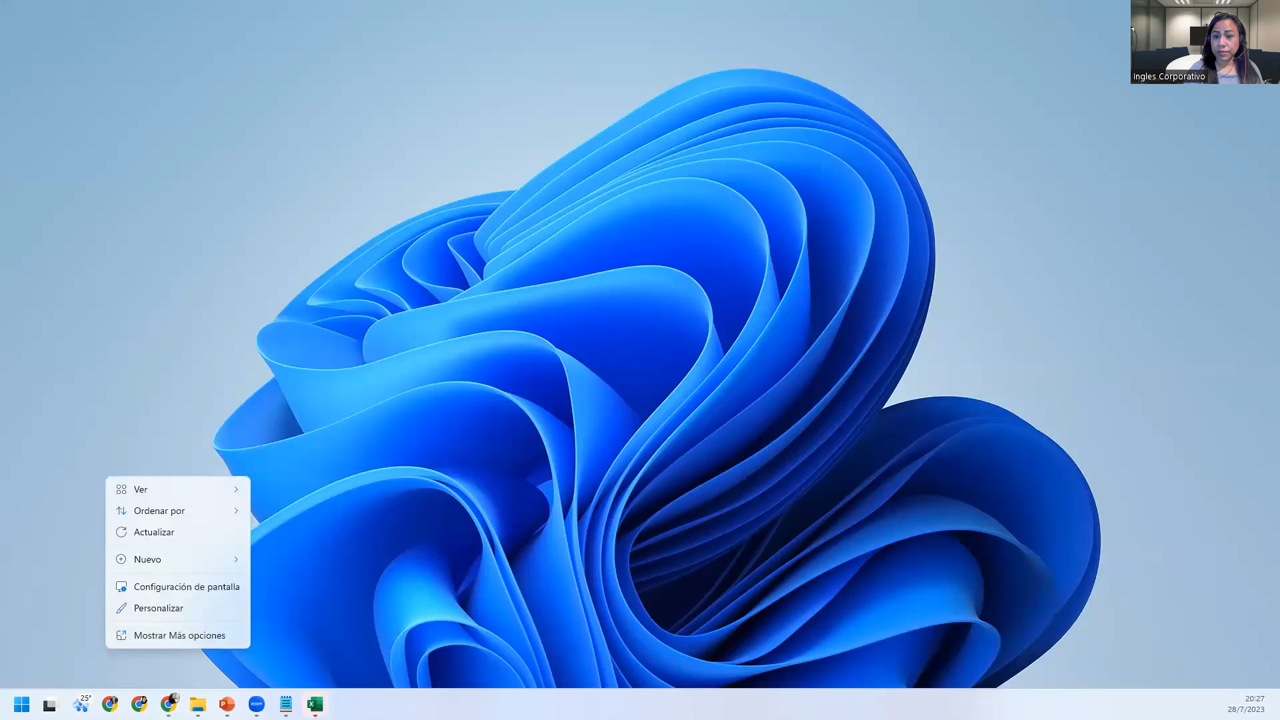 Ingles Corporativo
Ver
Ordenar por
Actualizar
Nuevo
Configuración de pantalla
Personalizar
Mostrar Más opciones
25°
zoom
20:27
28/7/2023